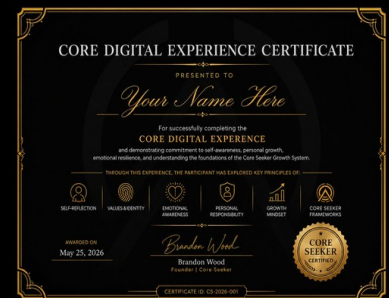 CORE DIGITAL EXPERIENCE CERTIFICATE
PRESENTED TO
Your Name Here
For successfully completing the
CORE DIGITAL EXPERENCE
and demonstrating commitment to self-awareness, personal growth,
emotional resilience, and understanding the foundations of the Core Seeker Growth System.
THROUGH THIS EXPERIENCE, THE PARTICIPANT HAS EXPLORED KEY PRINCIPLES OF:
SELF-REFLECTION
VALUES & IDENTITY
EMOTIONAL
AWARENESS
PERSONAL
RESPONSIBILITY
GROWTH
MINDSET
CORE SEEKER
FRAMEWORKS
AWARDED ON
May 25, 2026
Brandon Wood
Brandon Wood
Founder | Core Seeker
CORE
SEEKER
CERTIFIED
CERTIFICATE ID: CS-2026-001